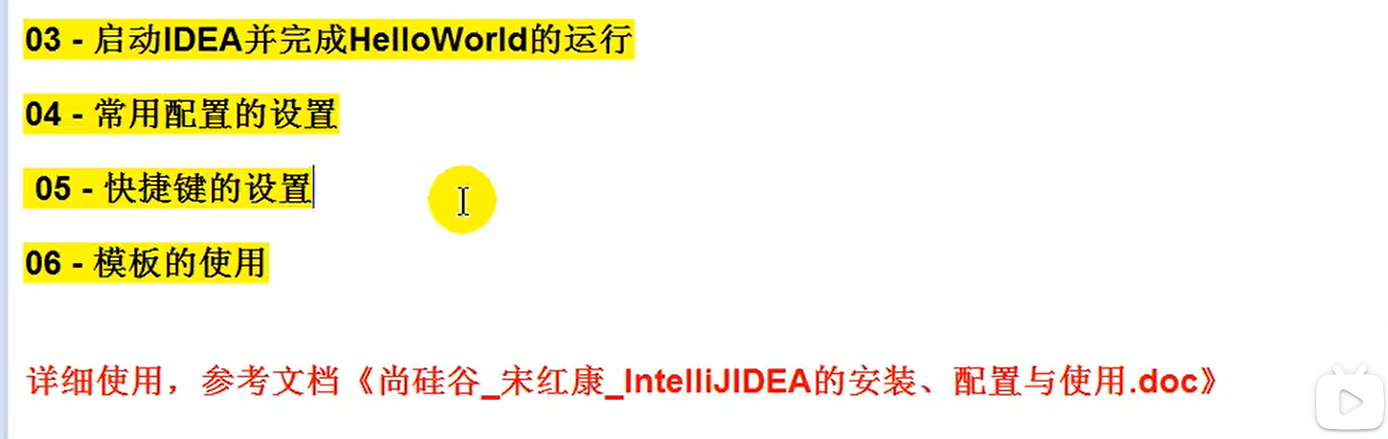 03 - 启动IDEA并完成HelloWorld的运行
04 - 常用配置的设置
05 - 快捷键的设置
06 - 模板的使用
详细使用，参考文档《尚硅谷_宋红康_IntelliJIDEA的安装、配置与使用.doc》